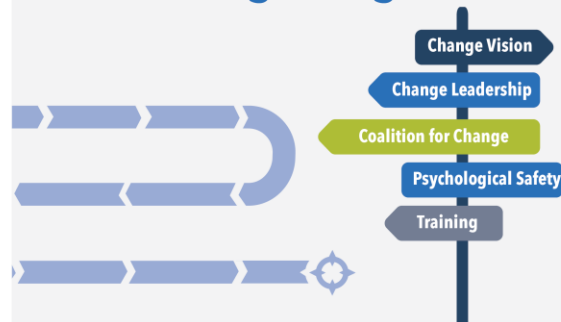 Change Vision
Change Leadership
Coalition for Change
Psychological Safety
Training